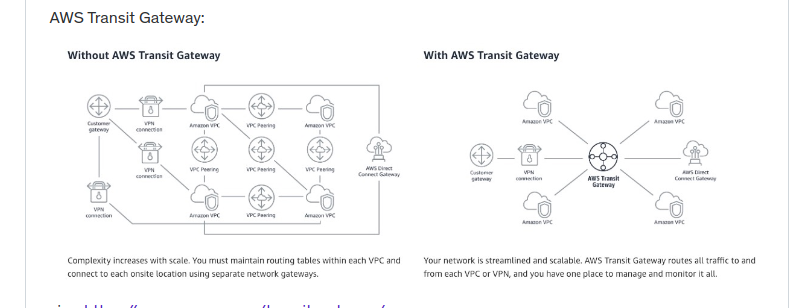 AWS Transit Gateway:
Without AWS Transit Gateway
Customer
gateway
VPN
connection
Amazon VPC
VPC Peering
Amazon VPC
VPN
connection
VPC Peering
VPC Peering
VPC Peering
AWS Direct
Connect Gateway
VPN
connection
Amazon VPC
VPC Peering
Amazon VPC
Complexity increases with scale. You must maintain routing tables within each VPC and
connect to each onsite location using separate network gateways.
With AWS Transit Gateway
Amazon VPC
Amazon VPC
Customer
gateway
VPN
connection
AWS Transit
Gateway
AWS Direct
Connect Gateway
Amazon VPC
Amazon VPC
Your network is streamlined and scalable. AWS Transit Gateway routes all traffic to and
from each VPC or VPN, and you have one place to manage and monitor it all.